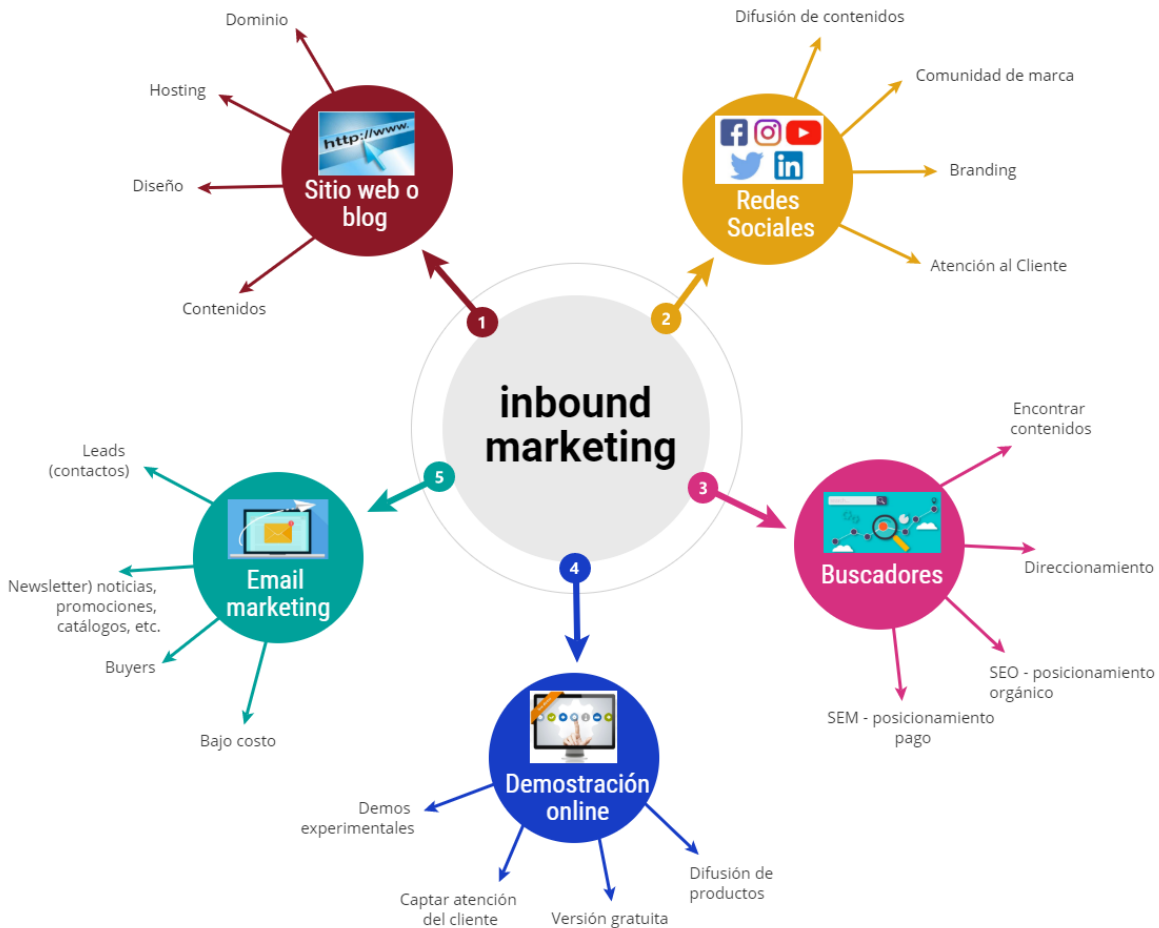 inbound
marketing
1
http://www.
Sitio web o
blog
Dominio
Hosting
Diseño
Contenidos
2
Redes
Sociales
Difusión de contenidos
Comunidad de marca
Branding
Atención al Cliente
3
Buscadores
Encontrar
contenidos
Direccionamiento
SEO - posicionamiento
orgánico
SEM - posicionamiento
pago
4
Demostración
online
Demos
experimentales
Captar atención
del cliente
Versión gratuita
Difusión de
productos
5
Email
marketing
Leads
(contactos)
Newsletter) noticias,
promociones,
catálogos, etc.
Buyers
Bajo costo